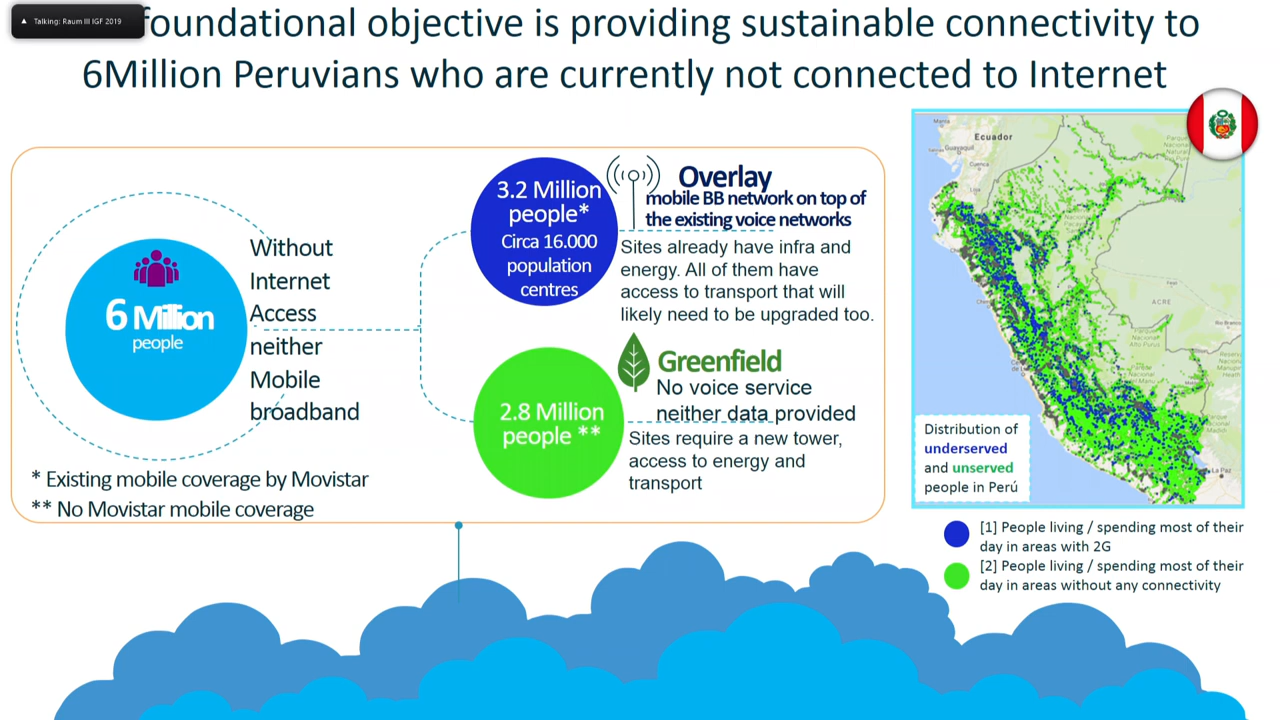 Talking: Raum III IGF 2019
foundational objective is providing sustainable connectivity to
6Million Peruvians who are currently not connected to Internet
6 Million
people
Without
Internet
Access
neither
Mobile
broadband
3.2 Million
people*
Circa 16.000
population
centres
Overlay
mobile BB network on top of
the existing voice networks
Sites already have infra and
energy. All of them have
access to transport that will
likely need to be upgraded too.
2.8 Million
people **
Greenfield
No voice service
neither data provided
Sites require a new tower,
access to energy and
transport
* Existing mobile coverage by Movistar
** No Movistar mobile coverage
Ecuador
Guayaquil
Cuenca
Loja
ACRE
Rio Branco
La Paz
Distribution of
underserved
and unserved
people in Perú
[1] People living / spending most of their
day in areas with 2G
[2] People living / spending most of their
day in areas without any connectivity